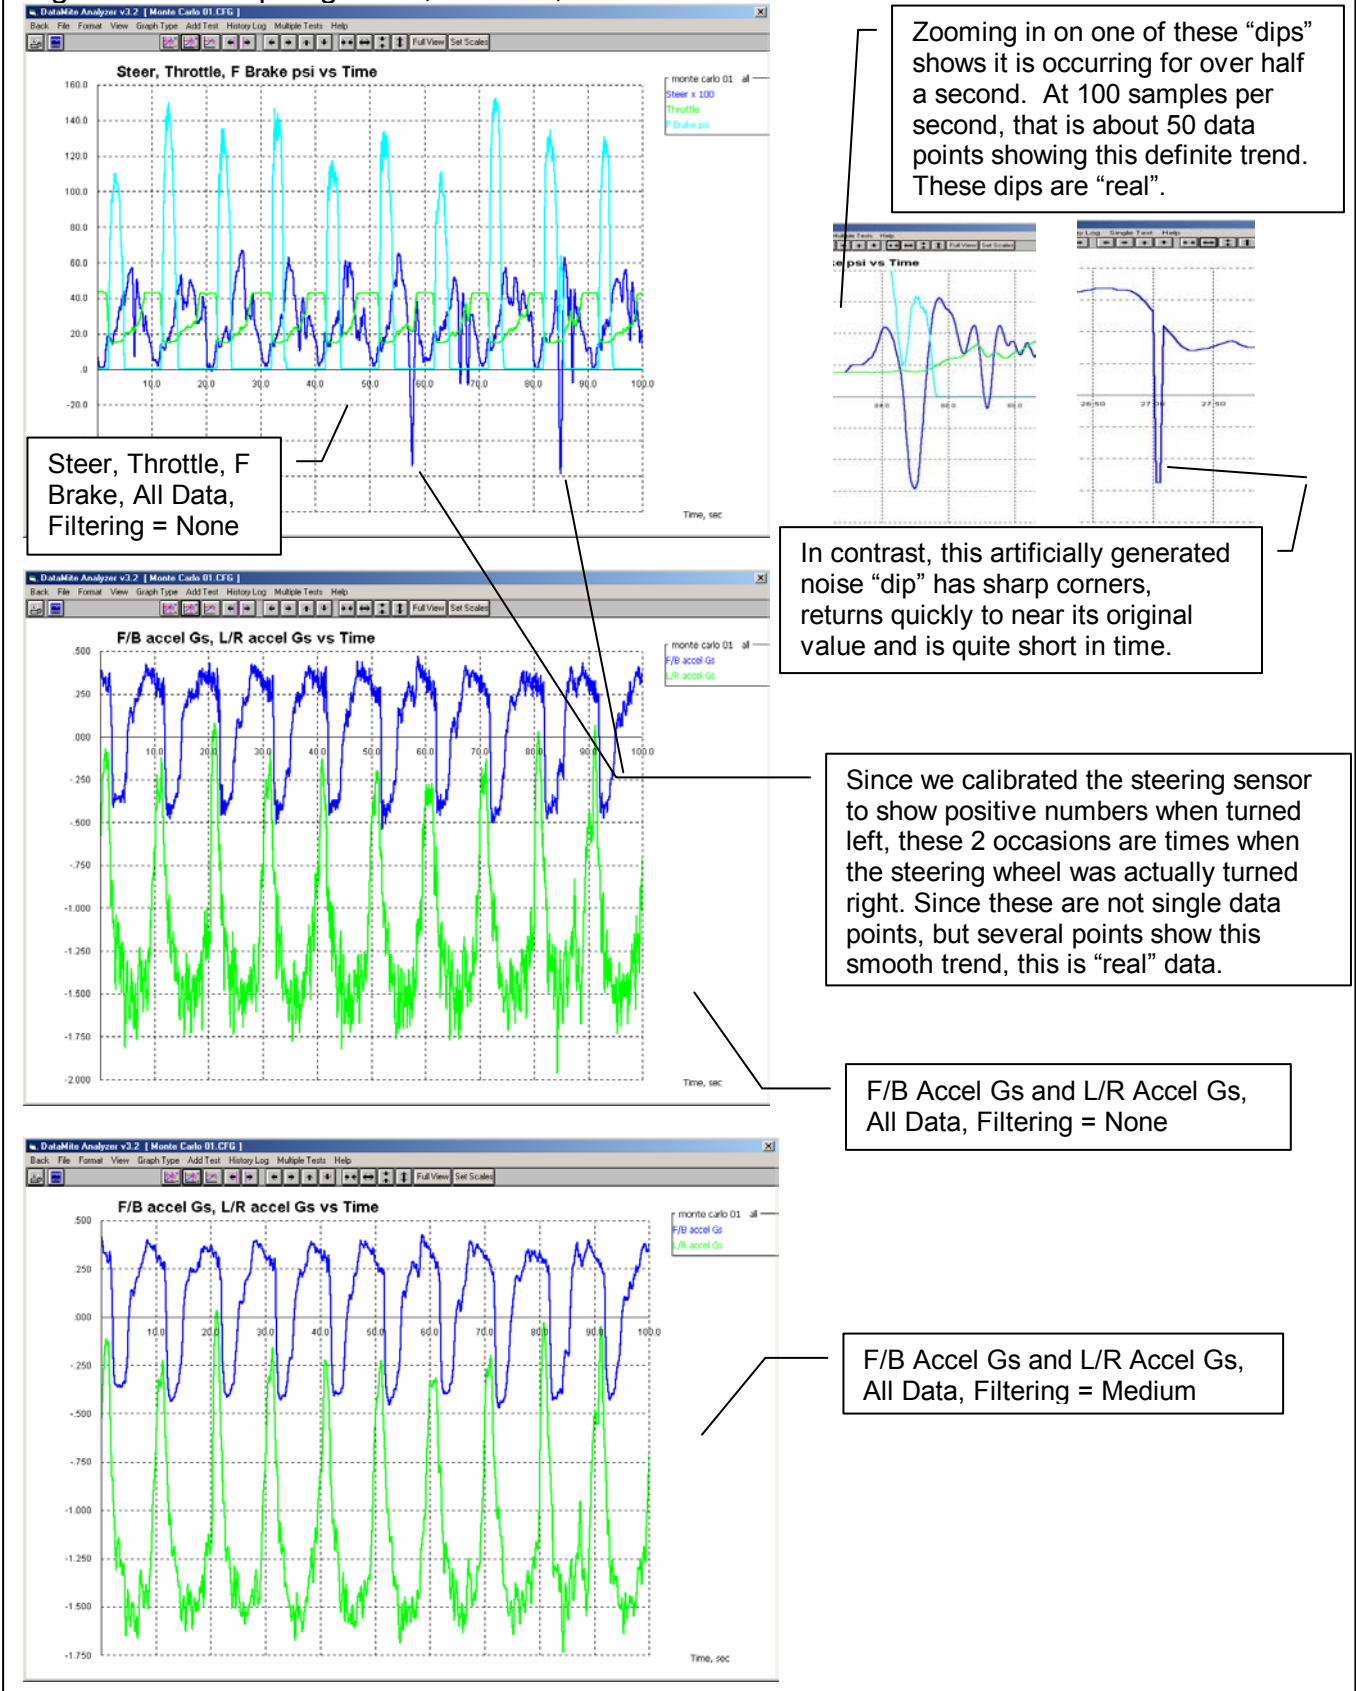 DataMite Analyzer v3.2 [ Monte Carlo 01.CFG ]
Back File Format View Graph Type Add Test History Log Multiple Tests Help
Full View Set Scales
Steer, Throttle, F Brake psi vs Time
monte carlo 01 all
Steer x 100
Throttle
F Brake psi
160.0
140.0
120.0
100.0
80.0
60.0
40.0
20.0
.0
-20.0
10.0 20.0 30.0 40.0 50.0 60.0 70.0 80.0 90.0 100.0
Time, sec
Steer, Throttle, F
Brake, All Data,
Filtering = None
Zooming in on one of these “dips”
shows it is occurring for over half
a second. At 100 samples per
second, that is about 50 data
points showing this definite trend.
These dips are “real”.
Multiple Tests Help
Full View Set Scales
psi vs Time
Log Single Test Help
26.50 27.50
In contrast, this artificially generated
noise “dip” has sharp corners,
returns quickly to near its original
value and is quite short in time.
DataMite Analyzer v3.2 [ Monte Carlo 01.CFG ]
Back File Format View Graph Type Add Test History Log Multiple Tests Help
Full View Set Scales
F/B accel Gs, L/R accel Gs vs Time
monte carlo 01 all
F/B accel Gs
L/R accel Gs
.500
.250
.000
-.250
-.500
-.750
-1.000
-1.250
-1.500
-1.750
-2.000
10.0 20.0 30.0 40.0 50.0 60.0 70.0 80.0 90.0 100.0
Time, sec
Since we calibrated the steering sensor
to show positive numbers when turned
left, these 2 occasions are times when
the steering wheel was actually turned
right. Since these are not single data
points, but several points show this
smooth trend, this is “real” data.
F/B Accel Gs and L/R Accel Gs,
All Data, Filtering = None
DataMite Analyzer v3.2 [ Monte Carlo 01.CFG ]
Back File Format View Graph Type Add Test History Log Multiple Tests Help
Full View Set Scales
F/B accel Gs, L/R accel Gs vs Time
monte carlo 01 all
F/B accel Gs
L/R accel Gs
.500
.250
.000
-.250
-.500
-.750
-1.000
-1.250
-1.500
-1.750
10.0 20.0 30.0 40.0 50.0 60.0 70.0 80.0 90.0 100.0
Time, sec
F/B Accel Gs and L/R Accel Gs,
All Data, Filtering = Medium